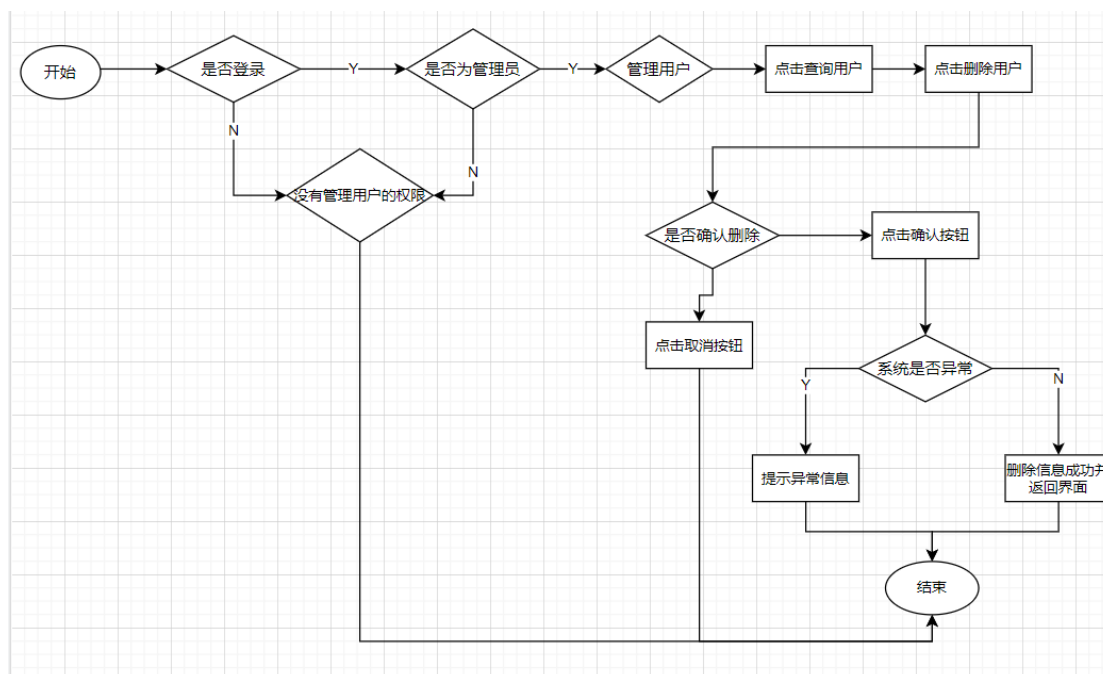 开始
是否登录
Y
是否为管理员
Y
管理用户
点击查询用户
点击删除用户
N
N
没有管理用户的权限
是否确认删除
点击确认按钮
点击取消按钮
系统是否异常
Y
N
提示异常信息
删除信息成功并
返回界面
结束